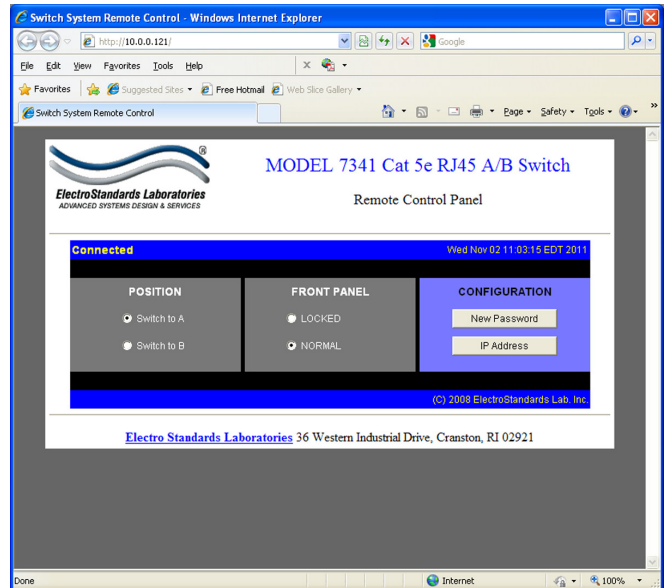 Switch System Remote Control - Windows Internet Explorer
http://10.0.0.121/
Google
File Edit View Favorites Tools Help
Favorites Suggested Sites Free Hotmail Web Slice Gallery
Switch System Remote Control
Page Safety Tools
»
®
ElectroStandards Laboratories
ADVANCED SYSTEMS DESIGN & SERVICES
MODEL 7341 Cat 5e RJ45 A/B Switch
Remote Control Panel
Connected
Wed Nov 02 11:03:15 EDT 2011
POSITION
Switch to A
Switch to B
FRONT PANEL
LOCKED
NORMAL
CONFIGURATION
New Password
IP Address
(C) 2008 ElectroStandards Lab. Inc.
Electro Standards Laboratories 36 Western Industrial Drive, Cranston, RI 02921
Done
Internet
100%